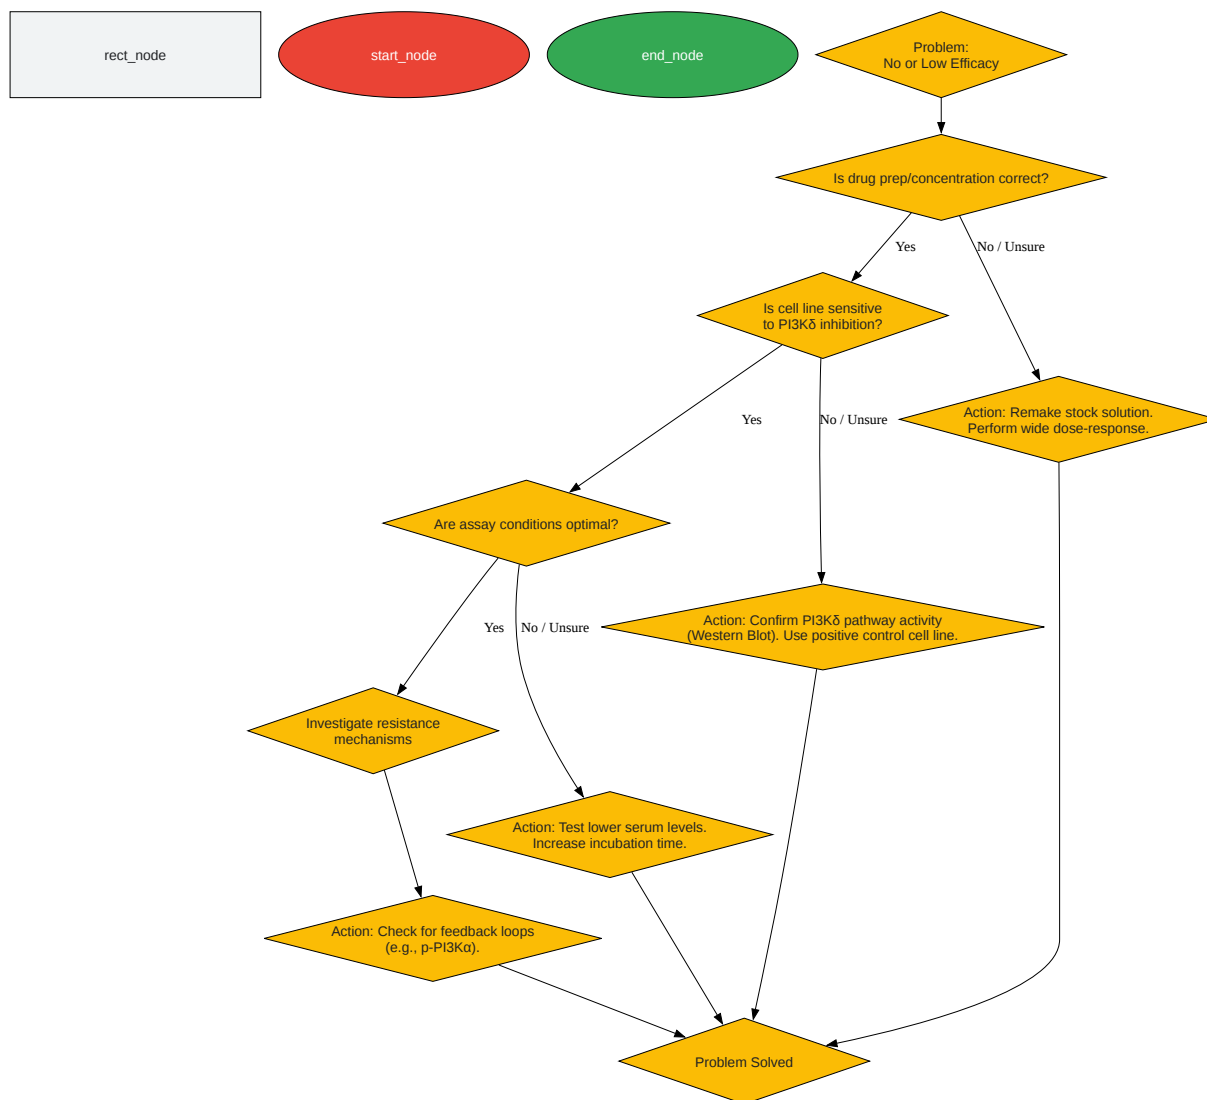 rect_node
start_node
end_node
Problem:
No or Low Efficacy
Is drug prep/concentration correct?
Yes
No / Unsure
Is cell line sensitive
to PI3Kδ inhibition?
Yes
No / Unsure
Action: Remake stock solution.
Perform wide dose-response.
Are assay conditions optimal?
Yes
No / Unsure
Action: Confirm PI3Kδ pathway activity
(Western Blot). Use positive control cell line.
Investigate resistance
mechanisms
Action: Test lower serum levels.
Increase incubation time.
Action: Check for feedback loops
(e.g., p-PI3Kα).
Problem Solved